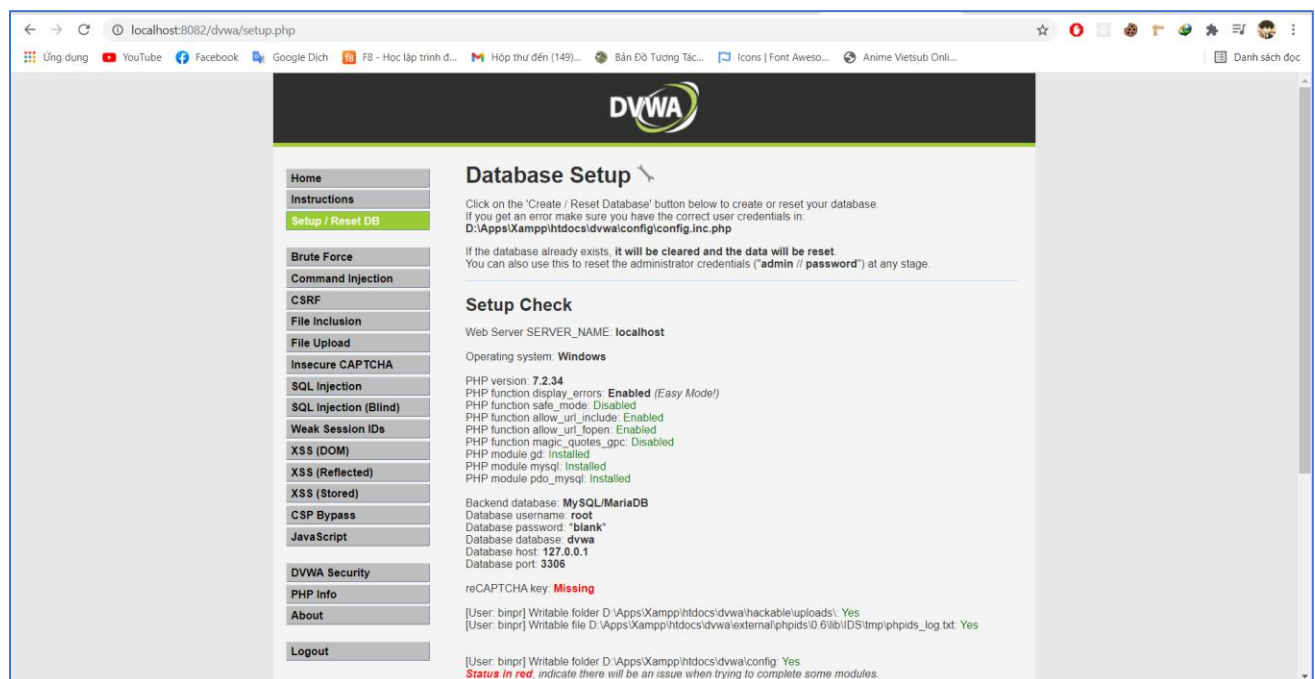 localhost:8082/dvwa/setup.php
Ứng dụng YouTube Facebook Google Dịch F8 - Học lập trình đ... Hộp thư đến (149)... Bản Đồ Tương Tác... Icons | Font Aweso... Anime Vietsub Onli... Danh sách đọc
DVWA
Home
Instructions
Setup / Reset DB
Brute Force
Command Injection
CSRF
File Inclusion
File Upload
Insecure CAPTCHA
SQL Injection
SQL Injection (Blind)
Weak Session IDs
XSS (DOM)
XSS (Reflected)
XSS (Stored)
CSP Bypass
JavaScript
DVWA Security
PHP Info
About
Logout
Database Setup
Click on the 'Create / Reset Database' button below to create or reset your database.
If you get an error make sure you have the correct user credentials in:
D:\Apps\Xampp\htdocs\dvwa\config\config.inc.php
If the database already exists, it will be cleared and the data will be reset.
You can also use this to reset the administrator credentials ("admin // password") at any stage.
Setup Check
Web Server SERVER_NAME: localhost
Operating system: Windows
PHP version: 7.2.34
PHP function display_errors: Enabled (Easy Mode!)
PHP function safe_mode: Disabled
PHP function allow_url_include: Enabled
PHP function allow_url_fopen: Enabled
PHP function magic_quotes_gpc: Disabled
PHP module gd: Installed
PHP module mysql: Installed
PHP module pdo_mysql: Installed
Backend database: MySQL/MariaDB
Database username: root
Database password: *blank*
Database database: dvwa
Database host: 127.0.0.1
Database port: 3306
reCAPTCHA key: Missing
[User: binpr] Writable folder D:\Apps\Xampp\htdocs\dvwa\hackable\uploads\: Yes
[User: binpr] Writable file D:\Apps\Xampp\htdocs\dvwa\external\phpids\0.6\lib\IDS\tmp\phpids_log.txt: Yes
[User: binpr] Writable folder D:\Apps\Xampp\htdocs\dvwa\config: Yes
Status in red, indicate there will be an issue when trying to complete some modules.